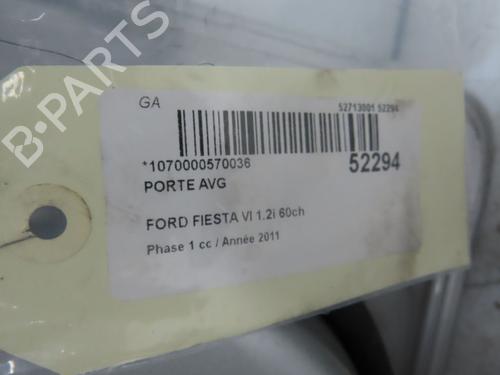 GA
52713001 52294
*1070000570036
52294
PORTE AVG
FORD FIESTA VI 1.2i 60ch
Phase 1 cc / Année 2011
B-PARTS